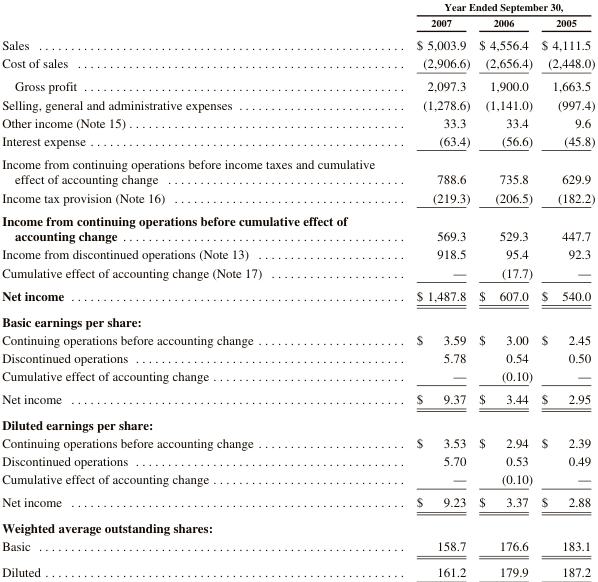 Year Ended September 30,
2007 2006 2005
Sales $ 5,003.9 $ 4,556.4 $ 4,111.5
Cost of sales (2,906.6) (2,656.4) (2,448.0)
Gross profit 2,097.3 1,900.0 1,663.5
Selling, general and administrative expenses (1,278.6) (1,141.0) (997.4)
Other income (Note 15) 33.3 33.4 9.6
Interest expense (63.4) (56.6) (45.8)
Income from continuing operations before income taxes and cumulative
effect of accounting change 788.6 735.8 629.9
Income tax provision (Note 16) (219.3) (206.5) (182.2)
Income from continuing operations before cumulative effect of
accounting change 569.3 529.3 447.7
Income from discontinued operations (Note 13) 918.5 95.4 92.3
Cumulative effect of accounting change (Note 17) — (17.7) —
Net income $ 1,487.8 $ 607.0 $ 540.0
Basic earnings per share:
Continuing operations before accounting change $ 3.59 $ 3.00 $ 2.45
Discontinued operations 5.78 0.54 0.50
Cumulative effect of accounting change — (0.10) —
Net income $ 9.37 $ 3.44 $ 2.95
Diluted earnings per share:
Continuing operations before accounting change $ 3.53 $ 2.94 $ 2.39
Discontinued operations 5.70 0.53 0.49
Cumulative effect of accounting change — (0.10) —
Net income $ 9.23 $ 3.37 $ 2.88
Weighted average outstanding shares:
Basic 158.7 176.6 183.1
Diluted 161.2 179.9 187.2